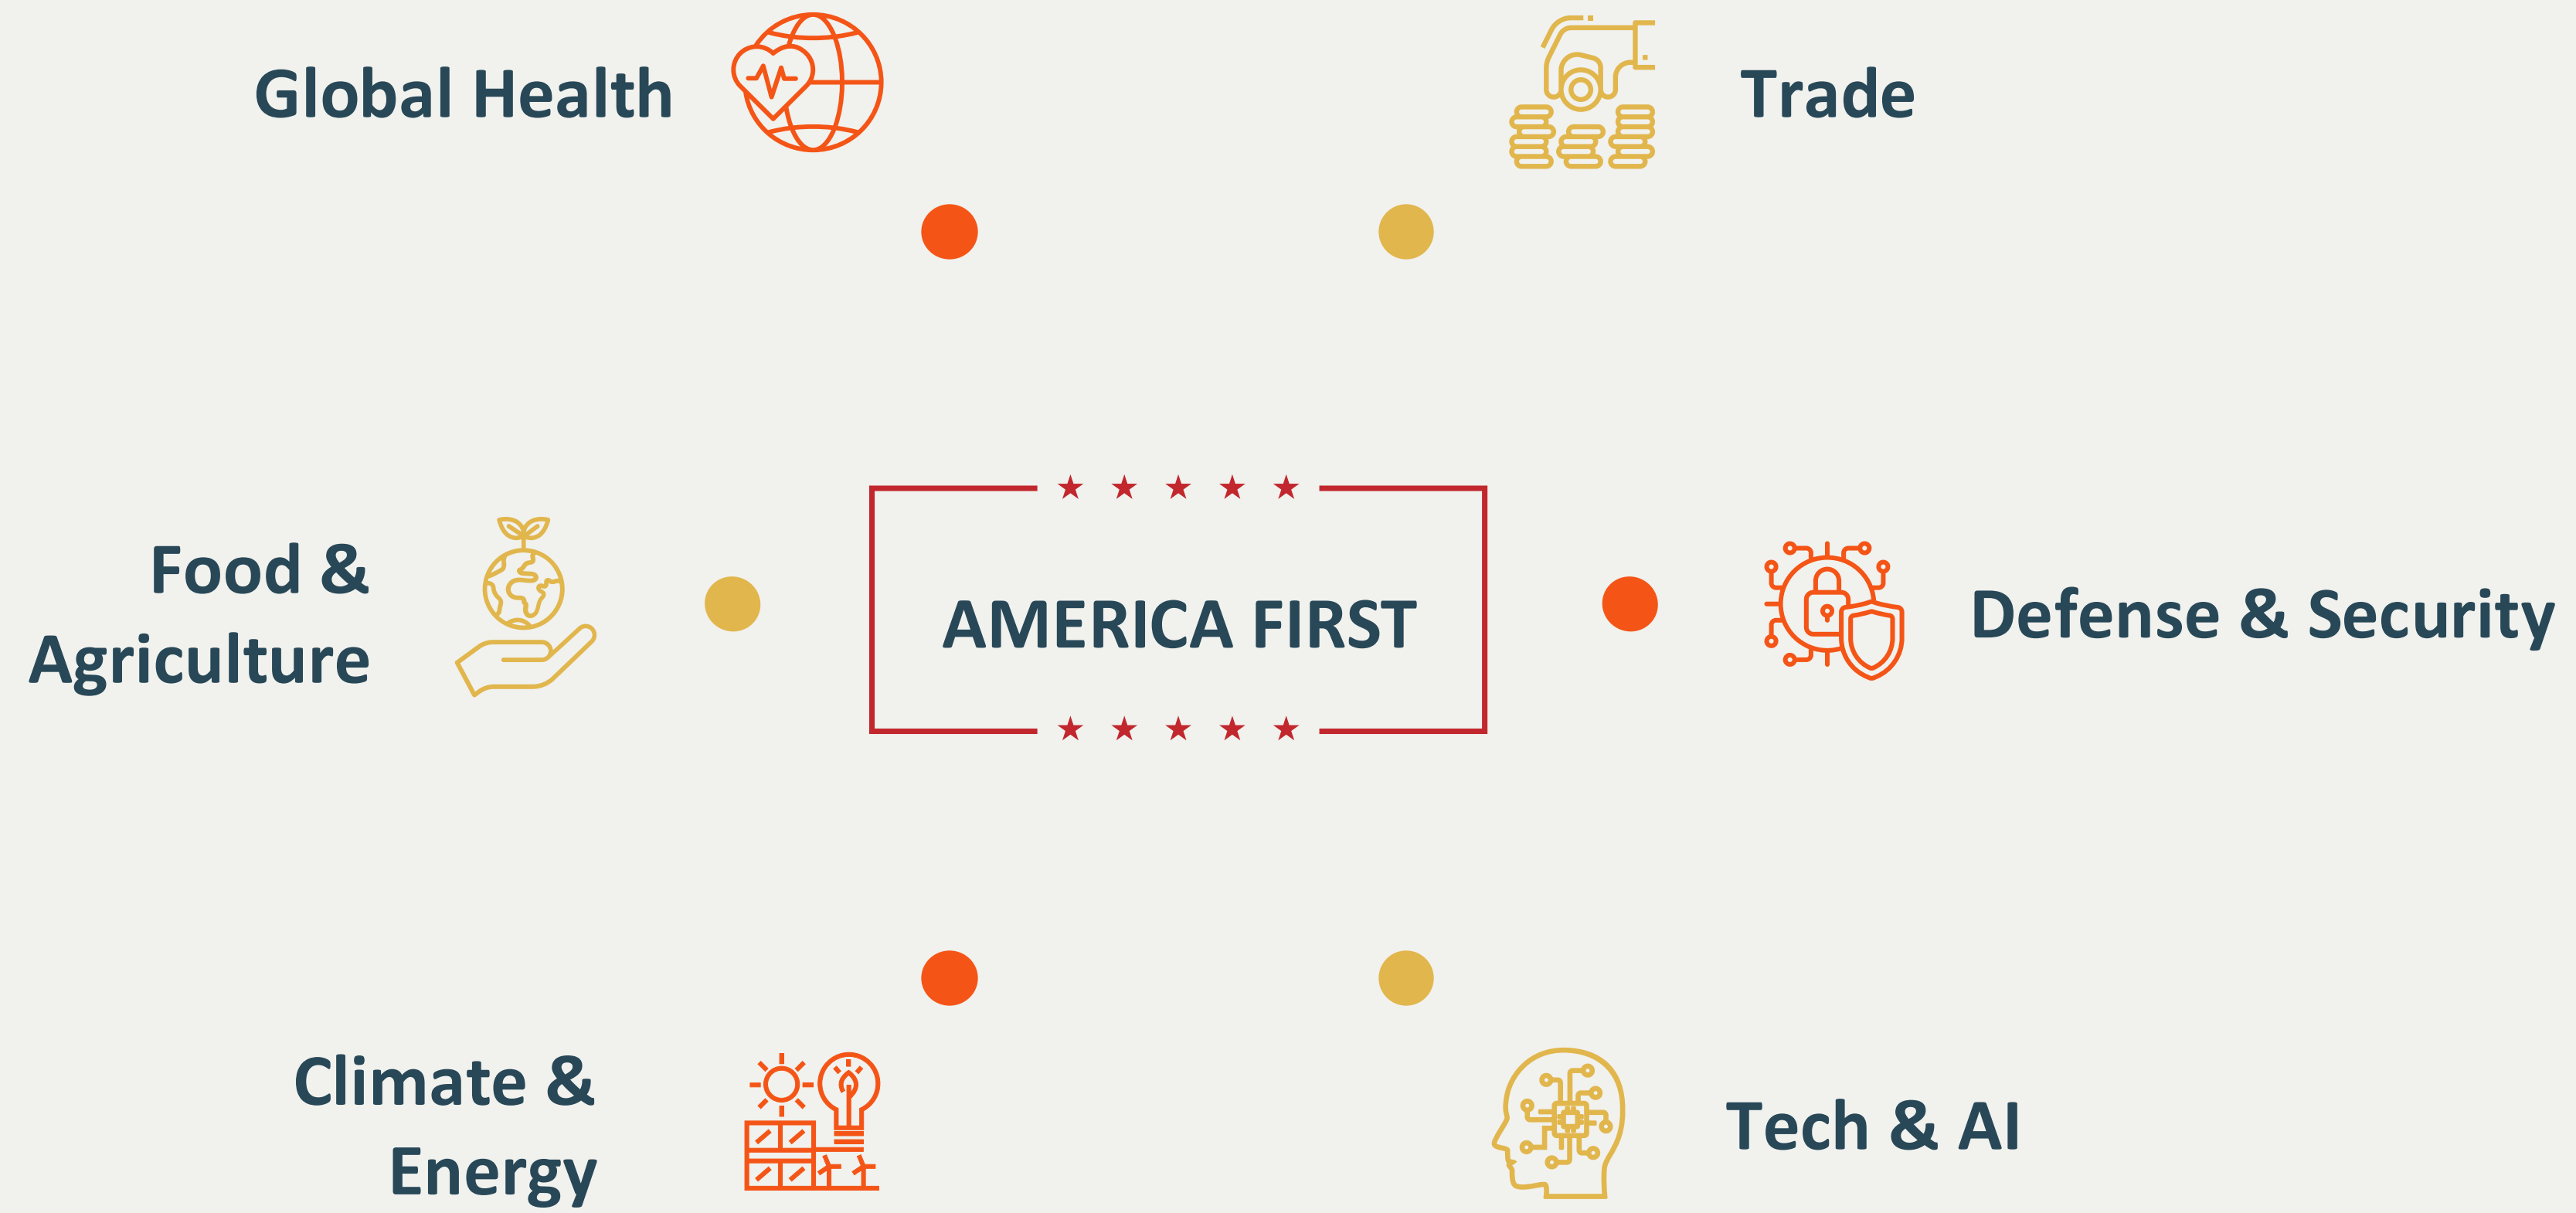 Global Health
Trade
Food &
Agriculture
AMERICA FIRST
Defense & Security
Climate &
Energy
Tech & AI